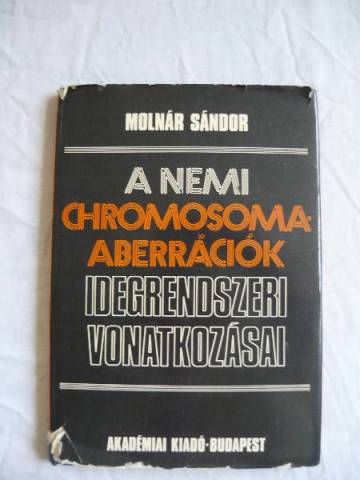 MOLNÁR SÁNDOR
A NEMI
CHROMOSOMA-
ABERRÁCIÓK
IDEGRENDSZERI
VONATKOZÁSAI
AKADÉMIAI KIADÓ·BUDAPEST